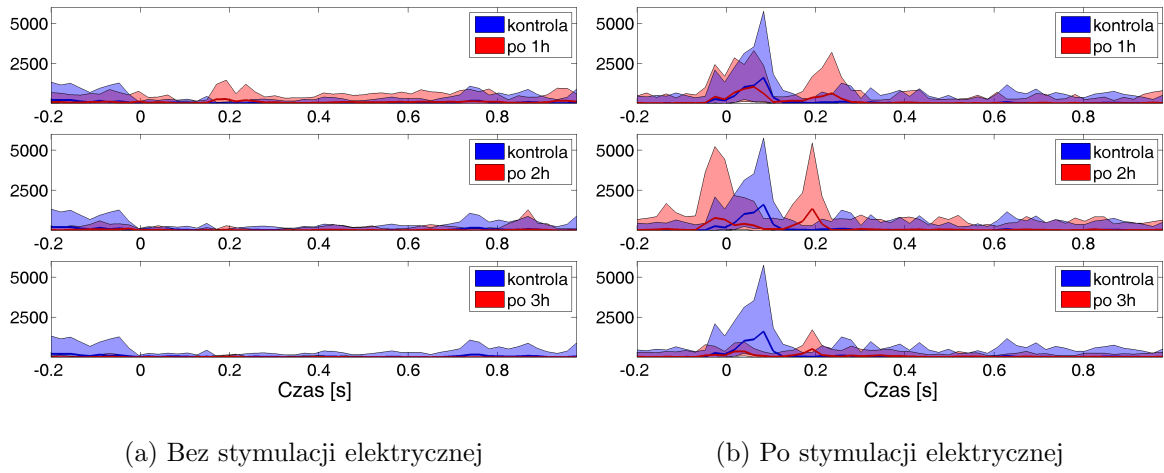 5000
2500
kontrola
po 1h
-0.2 0 0.2 0.4 0.6 0.8
5000
2500
kontrola
po 2h
-0.2 0 0.2 0.4 0.6 0.8
5000
2500
kontrola
po 3h
-0.2 0 0.2 0.4 0.6 0.8
Czas [s]
(a) Bez stymulacji elektrycznej
5000
2500
kontrola
po 1h
-0.2 0 0.2 0.4 0.6 0.8
5000
2500
kontrola
po 2h
-0.2 0 0.2 0.4 0.6 0.8
5000
2500
kontrola
po 3h
-0.2 0 0.2 0.4 0.6 0.8
Czas [s]
(b) Po stymulacji elektrycznej